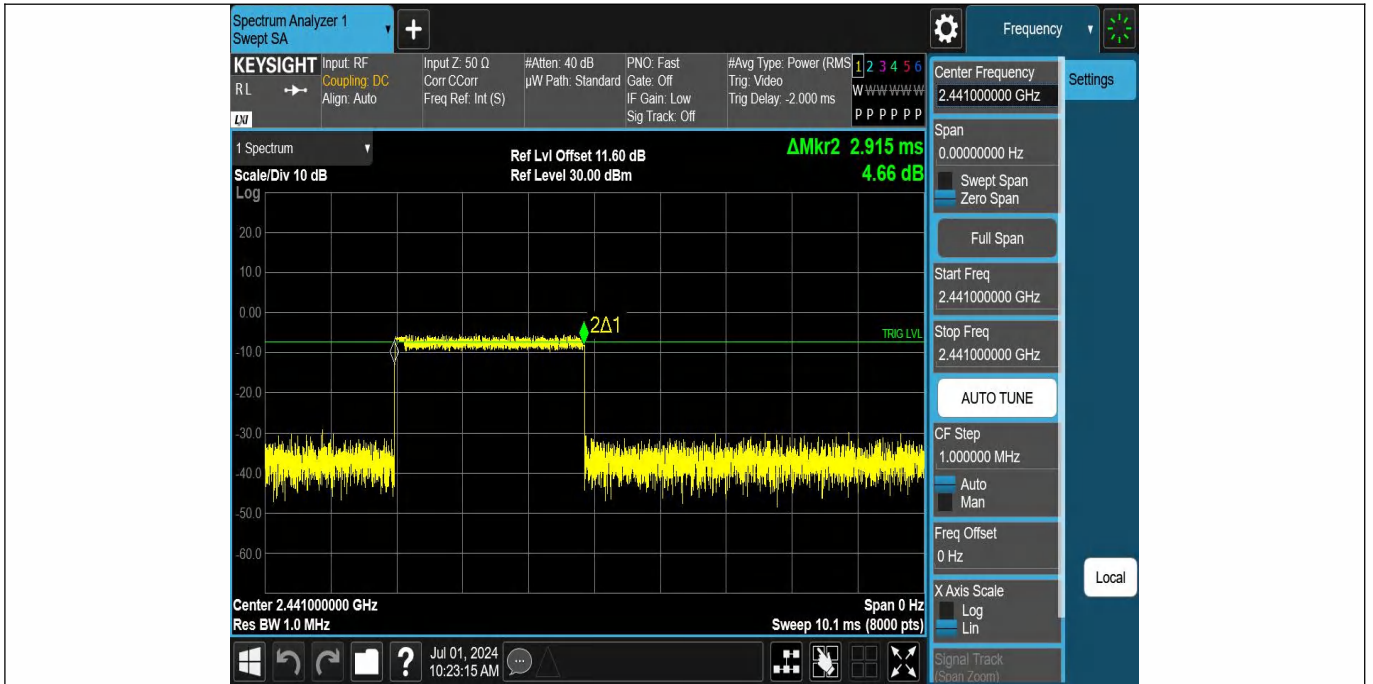 Spectrum Analyzer 1
Swept SA
+
Frequency
KEYSIGHT
RL
LXI
Input: RF
Coupling: DC
Align: Auto
Input Z: 50 Ω
Corr CCorr
Freq Ref: Int (S)
#Atten: 40 dB
µW Path: Standard
PNO: Fast
Gate: Off
IF Gain: Low
Sig Track: Off
#Avg Type: Power (RMS
Trig: Video
Trig Delay: -2.000 ms
1 2 3 4 5 6
W W W W W W
P P P P P P
1 Spectrum
Scale/Div 10 dB
Log
Ref Lvl Offset 11.60 dB
Ref Level 30.00 dBm
ΔMkr2 2.915 ms
4.66 dB
20.0
10.0
0.00
-10.0
-20.0
-30.0
-40.0
-50.0
-60.0
2Δ1
TRIG LVL
Center 2.441000000 GHz
Res BW 1.0 MHz
Span 0 Hz
Sweep 10.1 ms (8000 pts)
Jul 01, 2024
10:23:15 AM
Center Frequency
2.441000000 GHz
Settings
Span
0.00000000 Hz
Swept Span
Zero Span
Full Span
Start Freq
2.441000000 GHz
Stop Freq
2.441000000 GHz
AUTO TUNE
CF Step
1.000000 MHz
Auto
Man
Freq Offset
0 Hz
X Axis Scale
Log
Lin
Signal Track
(Span Zoom)
Local